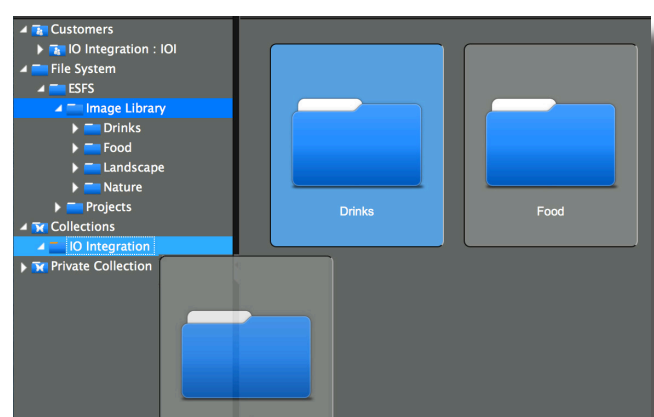 Customers
IO Integration : IOI
File System
ESFS
Image Library
Drinks
Food
Landscape
Nature
Projects
Collections
IO Integration
Private Collection
Drinks
Food